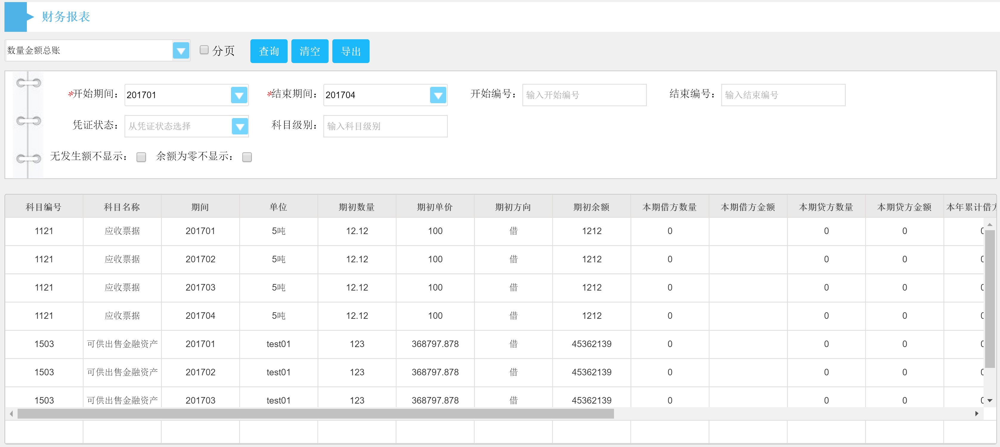 财务报表
数量金额总账 分页 查询 清空 导出
*开始期间： 201701 *结束期间： 201704 开始编号： 输入开始编号 结束编号： 输入结束编号
凭证状态： 从凭证状态选择 科目级别： 输入科目级别
无发生额不显示： 余额为零不显示：
科目编号 科目名称 期间 单位 期初数量 期初单价 期初方向 期初余额 本期借方数量 本期借方金额 本期贷方数量 本期贷方金额 本年累计借方
1121 应收票据 201701 5吨 12.12 100 借 1212 0 0 0 0
1121 应收票据 201702 5吨 12.12 100 借 1212 0 0 0 0
1121 应收票据 201703 5吨 12.12 100 借 1212 0 0 0 0
1121 应收票据 201704 5吨 12.12 100 借 1212 0 0 0 0
1503 可供出售金融资产 201701 test01 123 368797.878 借 45362139 0 0 0 0
1503 可供出售金融资产 201702 test01 123 368797.878 借 45362139 0 0 0 0
1503 可供出售金融资产 201703 test01 123 368797.878 借 45362139 0 0 0 0